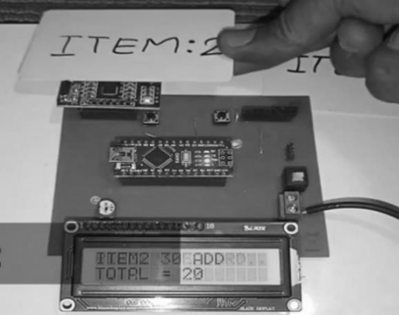 ITEM:2
ITEM2 30 ADD
TOTAL = 20